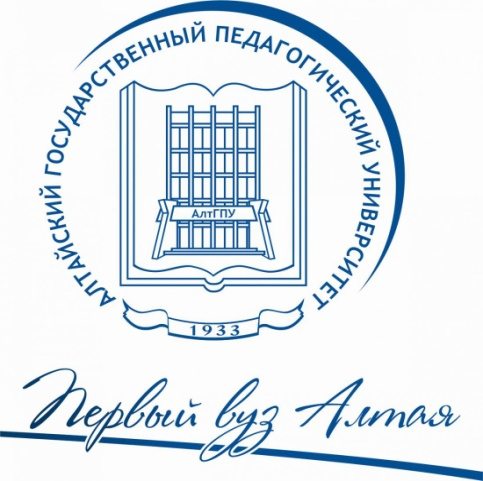 АЛТАЙСКИЙ ГОСУДАРСТВЕННЫЙ ПЕДАГОГИЧЕСКИЙ УНИВЕРСИТЕТ
АлтГПУ
1933
Первый вуз Алтая